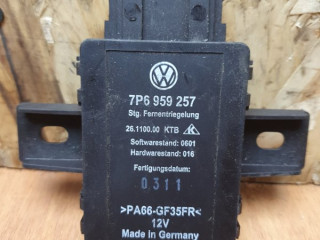 7P6 959 257
Stg. Fernentriegelung
26.1100.00 KTB
Softwarestand: 0601
Hardwarestand: 016
Fertigungsdatum:
0311
>PA66-GF35FR<
12V
Made in Germany